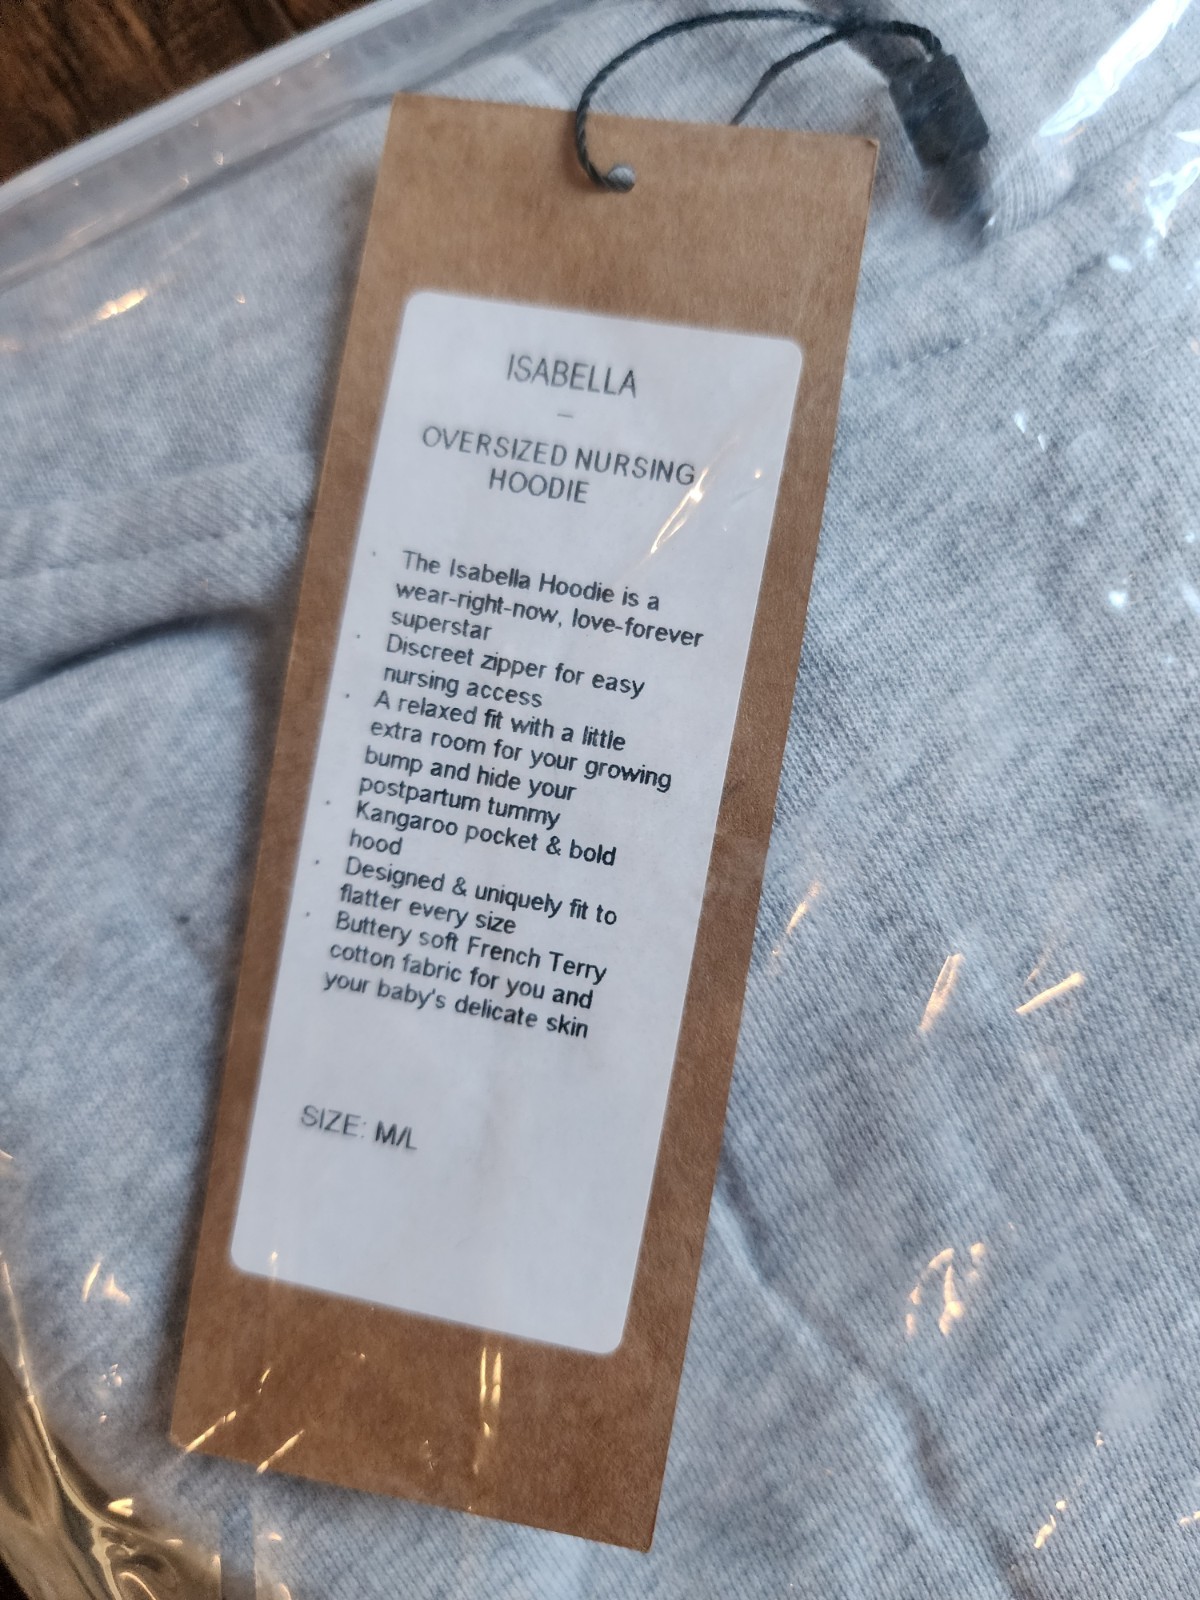 ISABELLA
–
OVERSIZED NURSING
HOODIE
· The Isabella Hoodie is a
wear-right-now, love-forever
superstar
· Discreet zipper for easy
nursing access
· A relaxed fit with a little
extra room for your growing
bump and hide your
postpartum tummy
· Kangaroo pocket & bold
hood
· Designed & uniquely fit to
flatter every size
· Buttery soft French Terry
cotton fabric for you and
your baby's delicate skin
SIZE: M/L